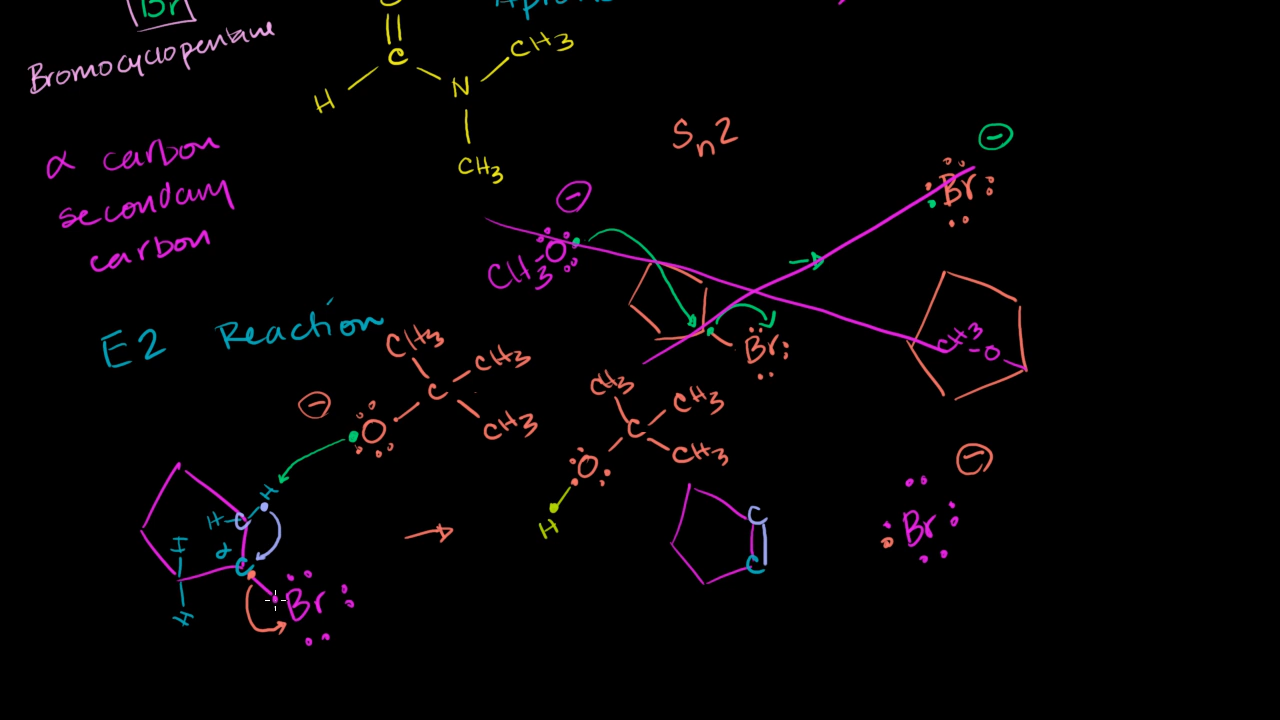 Br
Bromocyclopentane
C
CH3
H
N
CH3
α carbon
secondary
carbon
Sn2
Br
CH3
O
Br
CH3-O
E2 Reaction
CH3
CH3
C
CH3
O
CH3
CH3
C
CH3
O
H
H
H-C
H
α
C
H
Br
C
C
Br